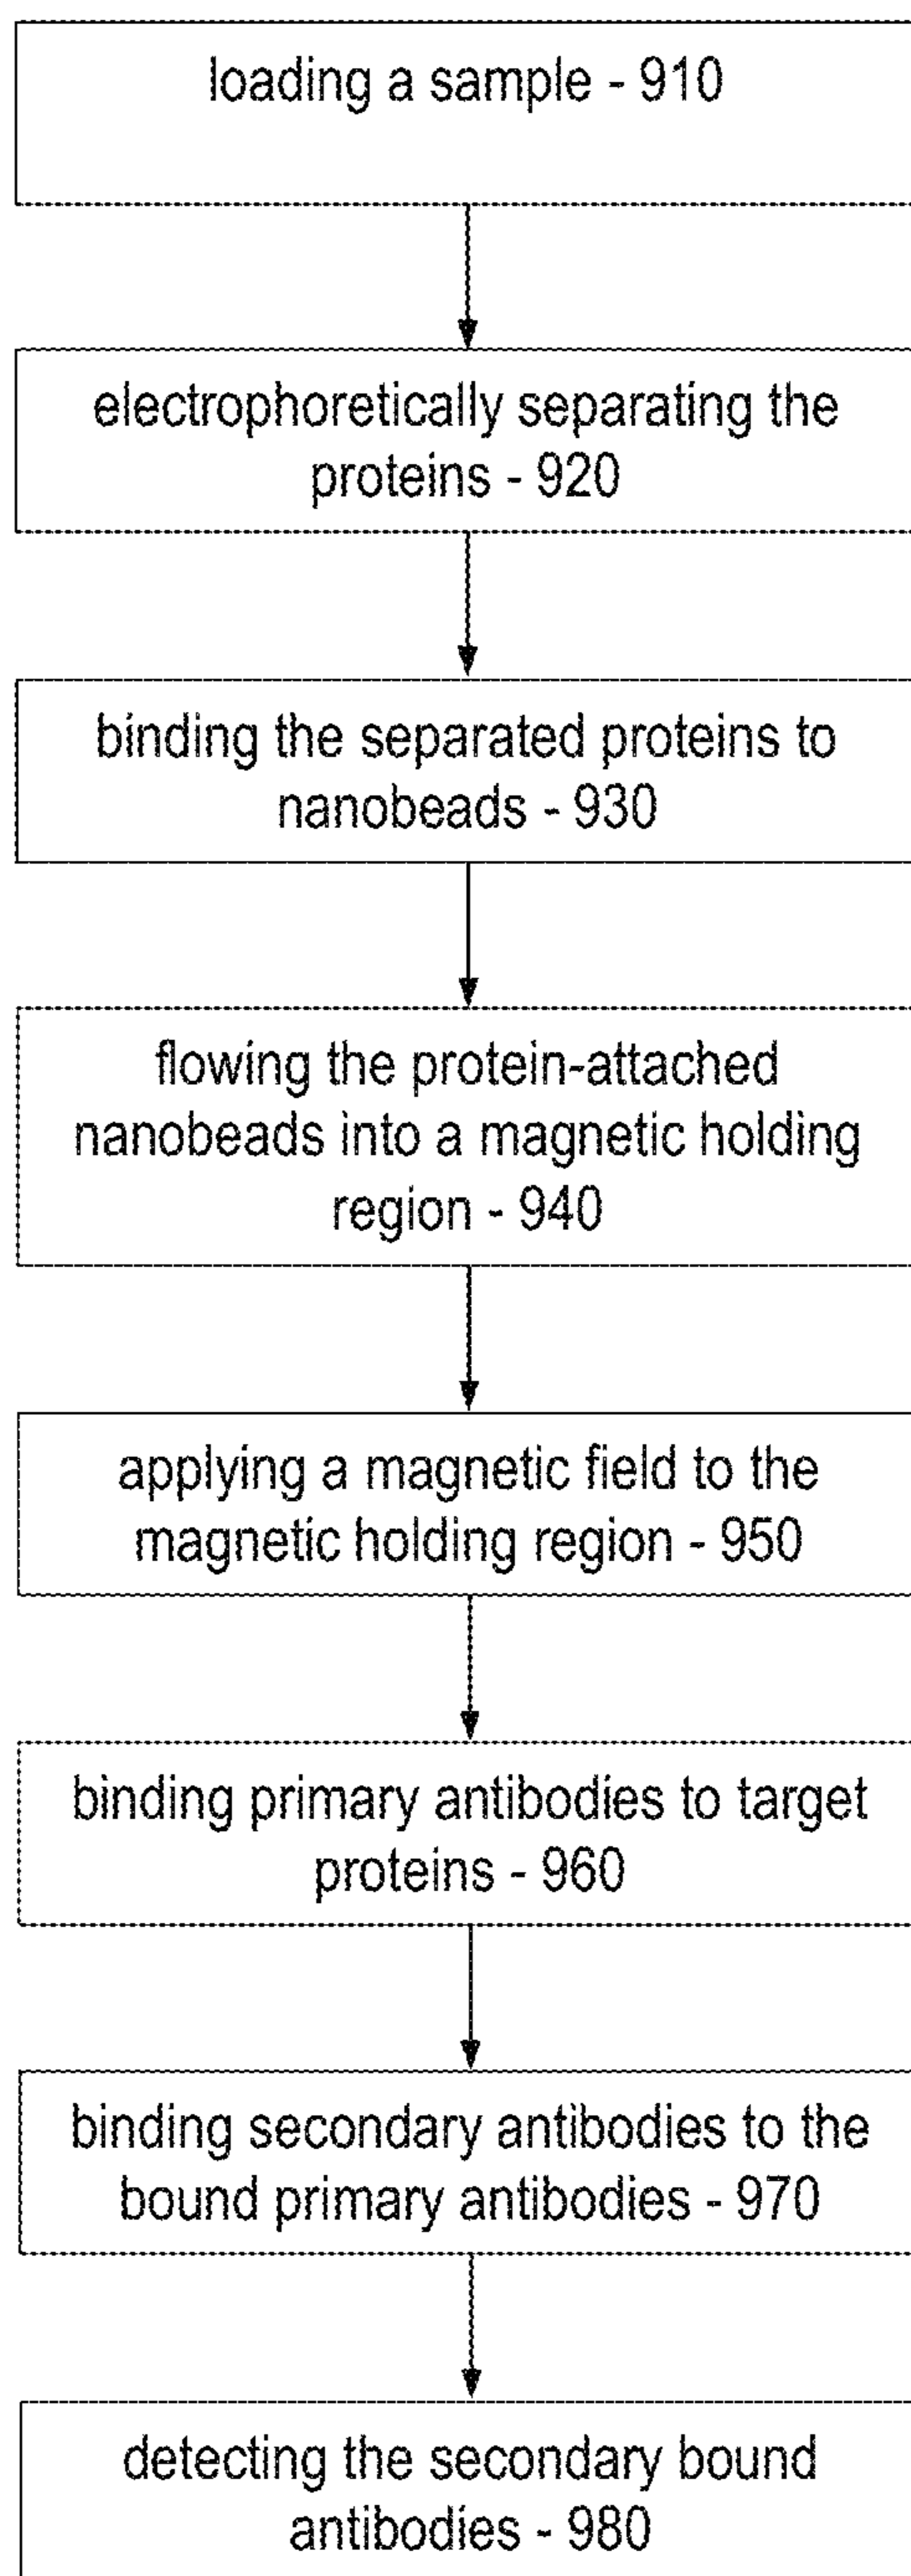 loading a sample - 910
electrophoretically separating the
proteins - 920
binding the separated proteins to
nanobeads - 930
flowing the protein-attached
nanobeads into a magnetic holding
region - 940
applying a magnetic field to the
magnetic holding region - 950
binding primary antibodies to target
proteins - 960
binding secondary antibodies to the
bound primary antibodies - 970
detecting the secondary bound
antibodies - 980